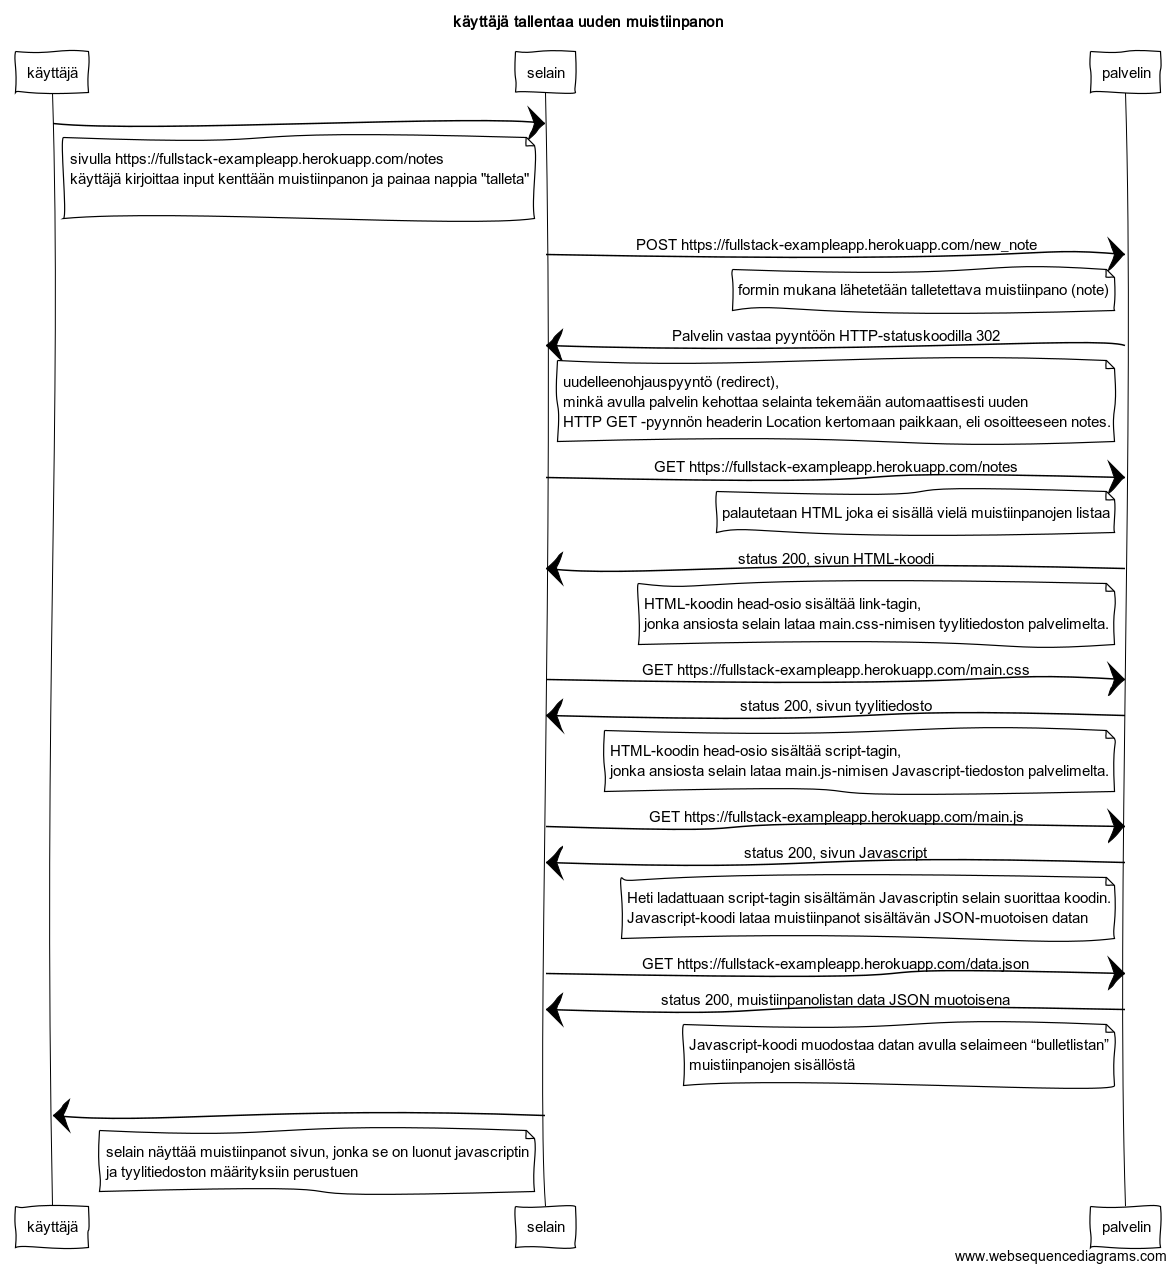 käyttäjä tallentaa uuden muistiinpanon
käyttäjä
selain
palvelin
sivulla https://fullstack-exampleapp.herokuapp.com/notes
käyttäjä kirjoittaa input kenttään muistiinpanon ja painaa nappia "talleta"
POST https://fullstack-exampleapp.herokuapp.com/new_note
formin mukana lähetetään talletettava muistiinpano (note)
Palvelin vastaa pyyntöön HTTP-statuskoodilla 302
uudelleenohjauspyyntö (redirect),
minkä avulla palvelin kehottaa selainta tekemään automaattisesti uuden
HTTP GET -pyynnön headerin Location kertomaan paikkaan, eli osoitteeseen notes.
GET https://fullstack-exampleapp.herokuapp.com/notes
palautetaan HTML joka ei sisällä vielä muistiinpanojen listaa
status 200, sivun HTML-koodi
HTML-koodin head-osio sisältää link-tagin,
jonka ansiosta selain lataa main.css-nimisen tyylitiedoston palvelimelta.
GET https://fullstack-exampleapp.herokuapp.com/main.css
status 200, sivun tyylitiedosto
HTML-koodin head-osio sisältää script-tagin,
jonka ansiosta selain lataa main.js-nimisen Javascript-tiedoston palvelimelta.
GET https://fullstack-exampleapp.herokuapp.com/main.js
status 200, sivun Javascript
Heti ladattuaan script-tagin sisältämän Javascriptin selain suorittaa koodin.
Javascript-koodi lataa muistiinpanot sisältävän JSON-muotoisen datan
GET https://fullstack-exampleapp.herokuapp.com/data.json
status 200, muistiinpanolistan data JSON muotoisena
Javascript-koodi muodostaa datan avulla selaimeen “bulletlistan”
muistiinpanojen sisällöstä
selain näyttää muistiinpanot sivun, jonka se on luonut javascriptin
ja tyylitiedoston määrityksiin perustuen
käyttäjä
selain
palvelin
www.websequencediagrams.com